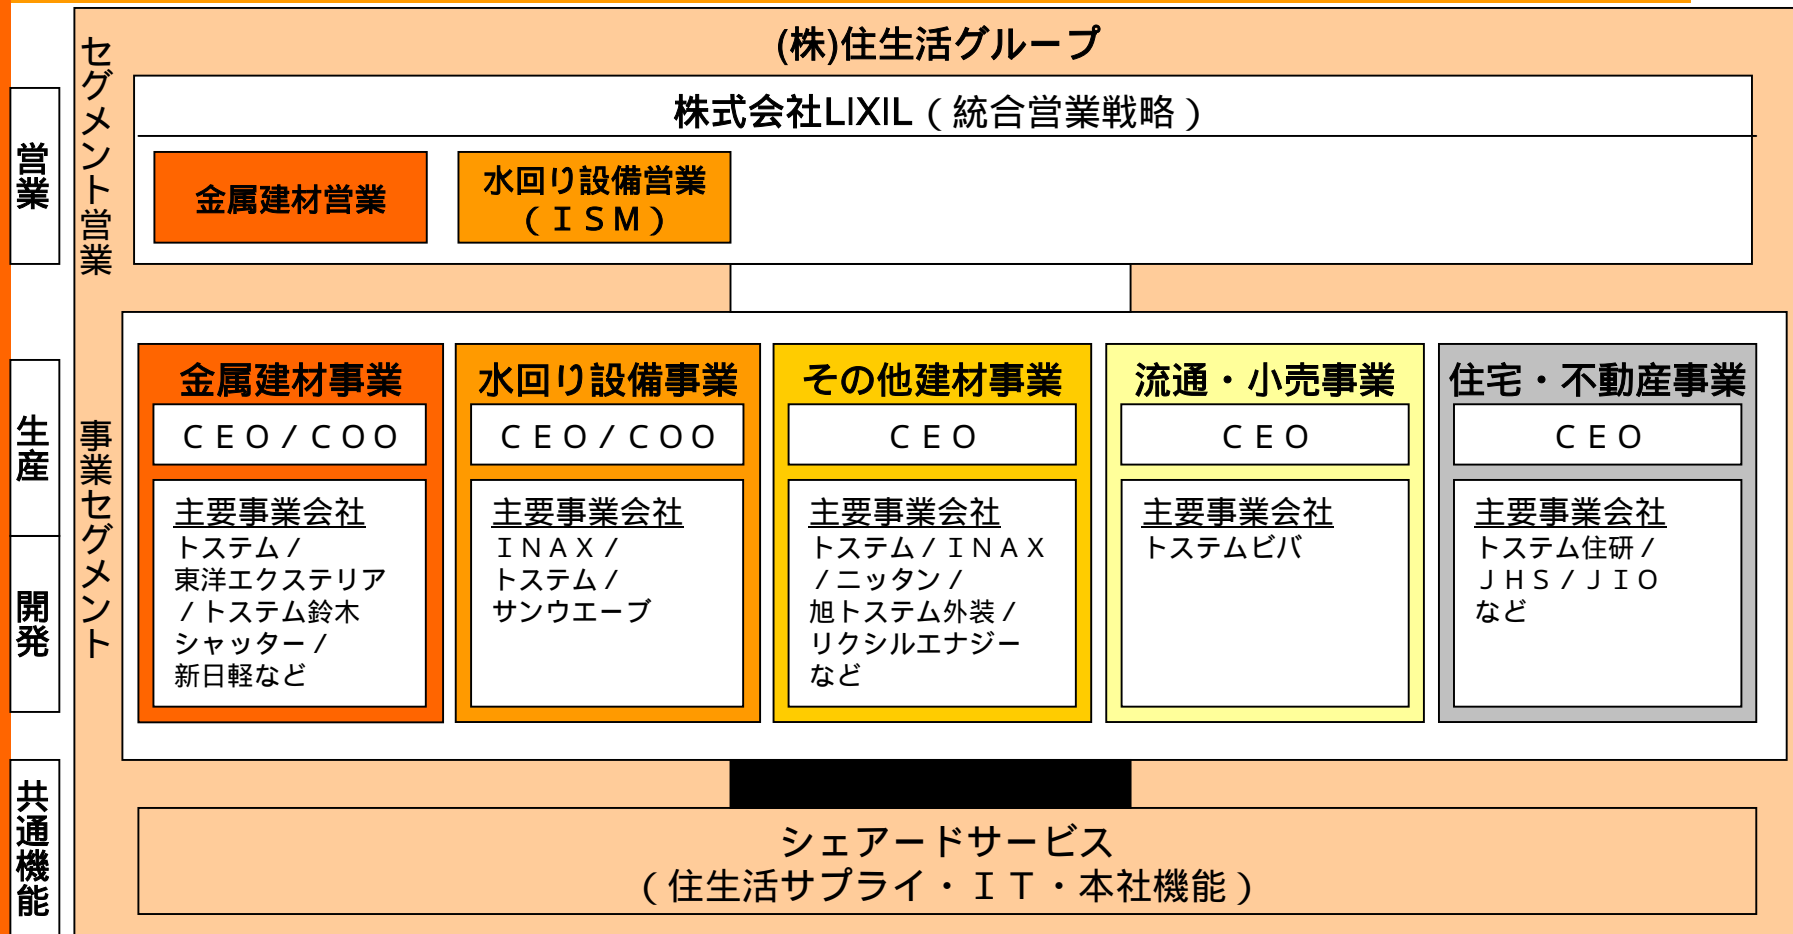 (株)住生活グループ
セグメント営業
株式会社LIXIL（統合営業戦略）
営業
金属建材営業
水回り設備営業
（ＩＳＭ）
事業セグメント
生産
開発
金属建材事業
ＣＥＯ/ＣＯＯ
主要事業会社
トステム/
東洋エクステリア
/トステム鈴木
シャッター/
新日軽など
水回り設備事業
ＣＥＯ/ＣＯＯ
主要事業会社
ＩＮＡＸ/
トステム/
サンウエーブ
その他建材事業
ＣＥＯ
主要事業会社
トステム/ＩＮＡＸ
/ニッタン/
旭トステム外装/
リクシルエナジー
など
流通・小売事業
ＣＥＯ
主要事業会社
トステムビバ
住宅・不動産事業
ＣＥＯ
主要事業会社
トステム住研/
ＪＨＳ/ＪＩＯ
など
共通機能
シェアードサービス
（住生活サプライ・ＩＴ・本社機能）